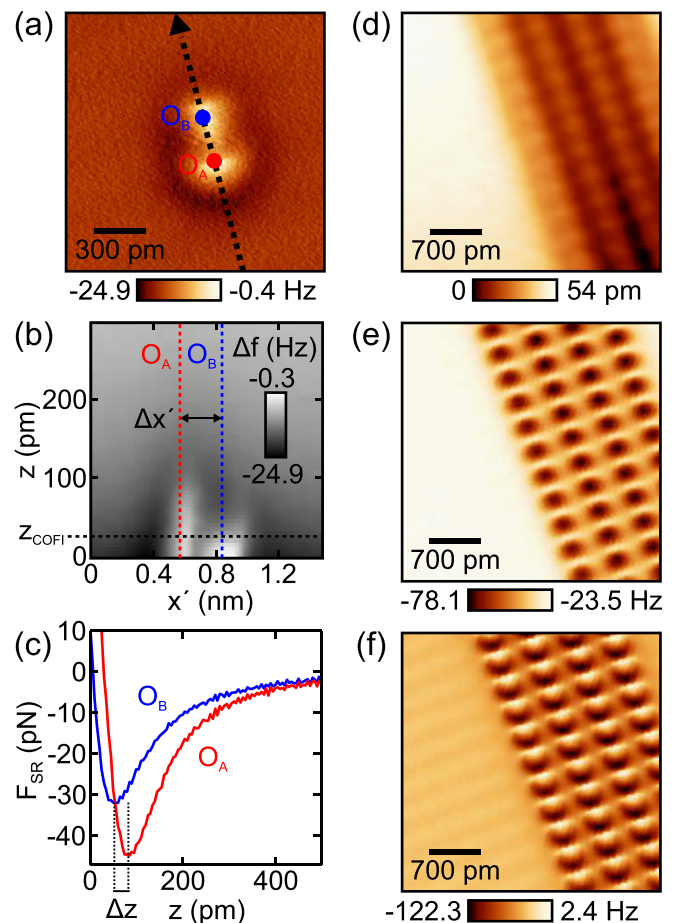 (a)
O_B
O_A
300 pm
-24.9 -0.4 Hz
(b)
O_A O_B Δf (Hz)
-0.3
-24.9
Δx´
z (pm)
200
100
0
z_COFI
0 0.4 0.8 1.2
x´ (nm)
(c)
10
0
-10
-20
-30
-40
F_SR (pN)
O_B
O_A
0 200 400
Δz z (pm)
(d)
700 pm
0 54 pm
(e)
700 pm
-78.1 -23.5 Hz
(f)
700 pm
-122.3 2.4 Hz